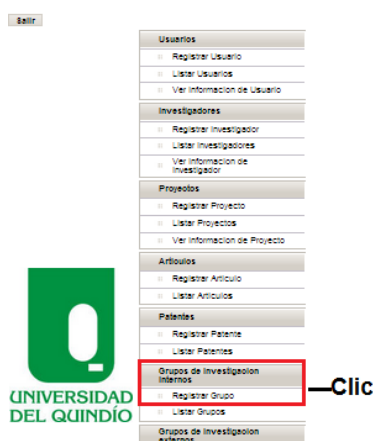 Salir
Usuarios
Registrar Usuario
Listar Usuarios
Ver Informacion de Usuario
Investigadores
Registrar Investigador
Listar Investigadores
Ver Informacion de
Investigador
Proyectos
Registrar Proyecto
Listar Proyectos
Ver Informacion de Proyecto
Articulos
Registrar Articulo
Listar Articulos
Patentes
Registrar Patente
Listar Patentes
Grupos de Investigacion
Internos
Registrar Grupo
Listar Grupos
Grupos de Investigacion
externos
Clic
UNIVERSIDAD
DEL QUINDÍO